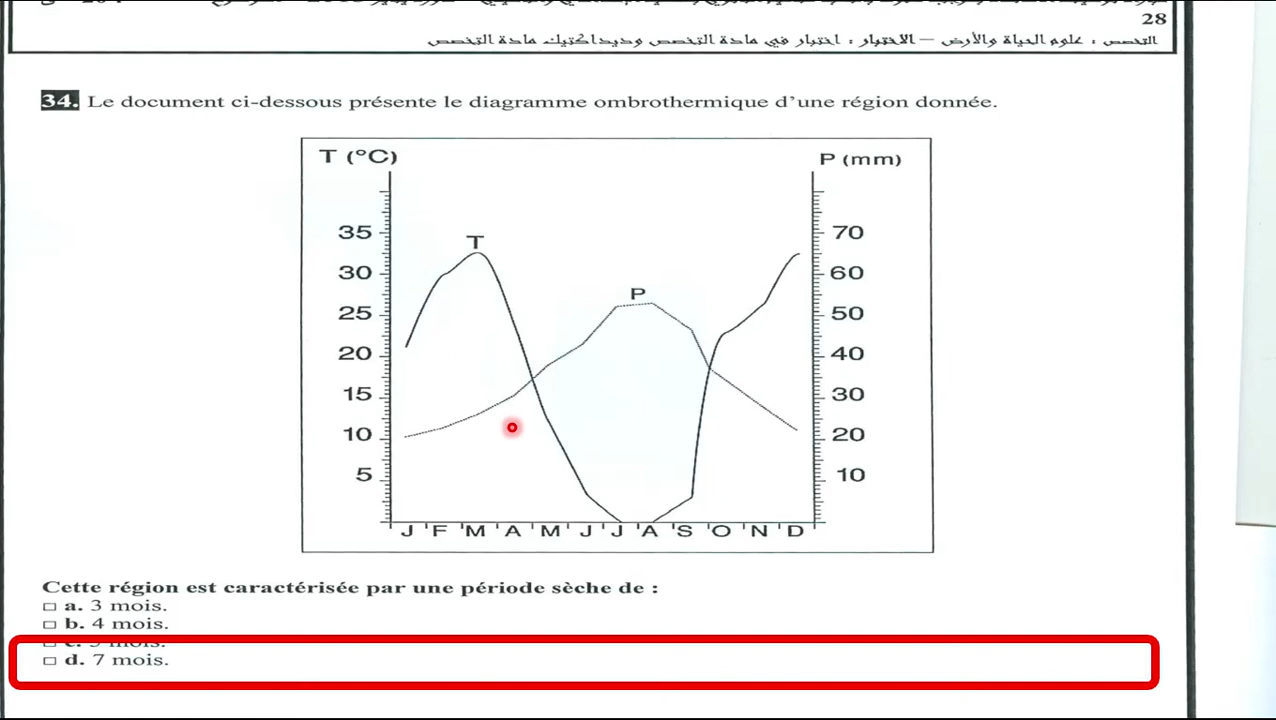 28
التخصص : علوم الحياة والأرض – الاختبار : اختبار في مادة التخصص وديداكتيك مادة التخصص
34. Le document ci-dessous présente le diagramme ombrothermique d’une région donnée.
T (°C) P (mm)
35 70
T
30 60
P
25 50
20 40
15 30
10 20
5 10
J F M A M J J A S O N D
Cette région est caractérisée par une période sèche de :
a. 3 mois.
b. 4 mois.
mois.
d. 7 mois.